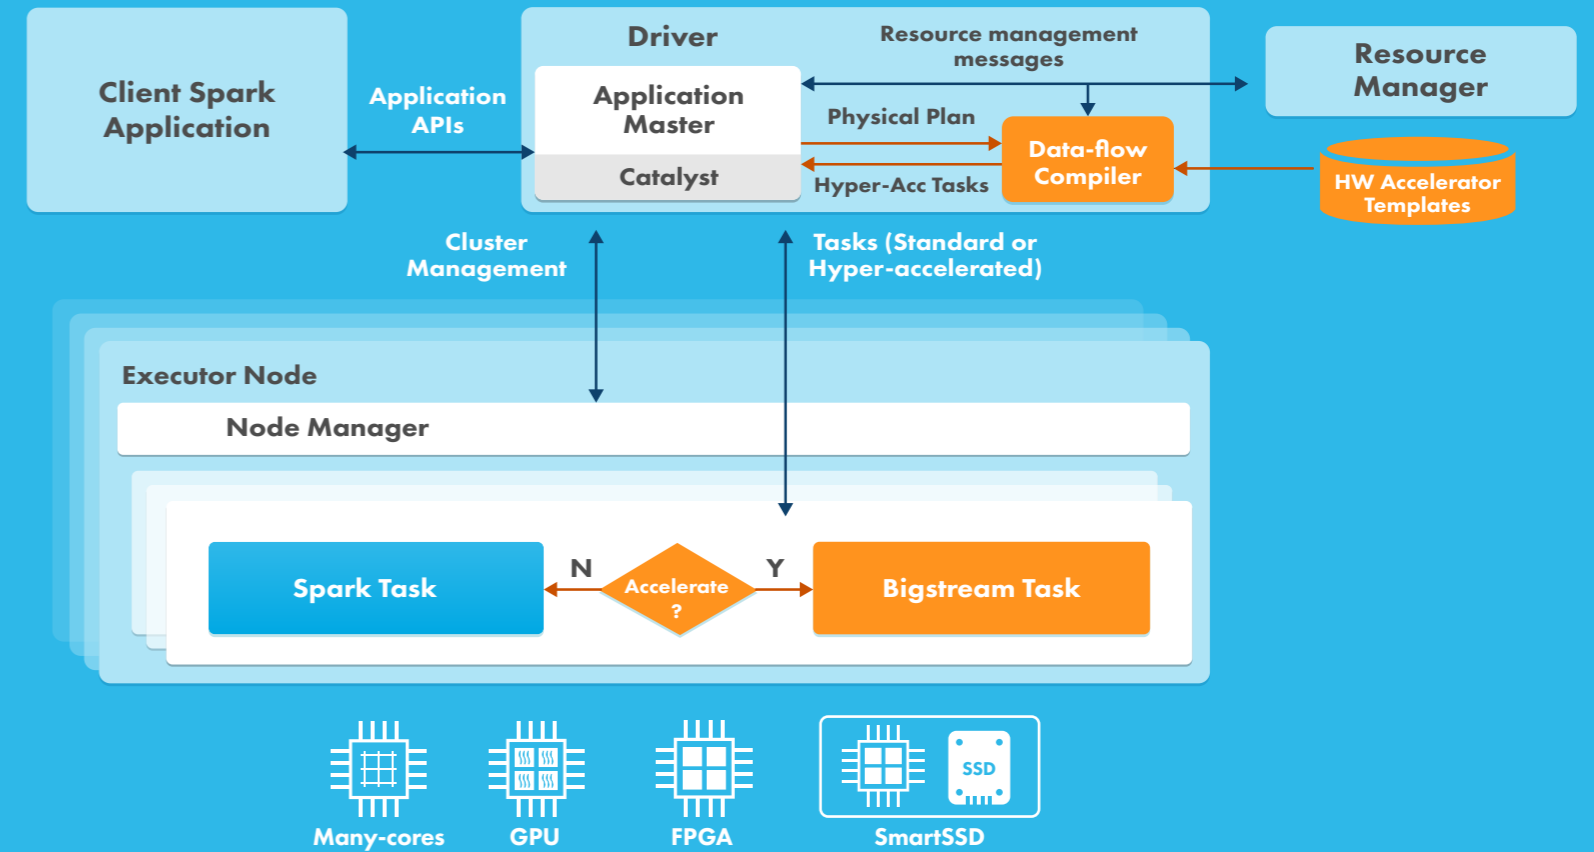 Client Spark
Application
Application
APIs
Driver
Application
Master
Catalyst
Resource management
messages
Physical Plan
Hyper-Acc Tasks
Data-flow
Compiler
Resource
Manager
HW Accelerator
Templates
Cluster
Management
Tasks (Standard or
Hyper-accelerated)
Executor Node
Node Manager
Spark Task
N
Accelerate
?
Y
Bigstream Task
Many-cores
GPU
FPGA
SSD
SmartSSD